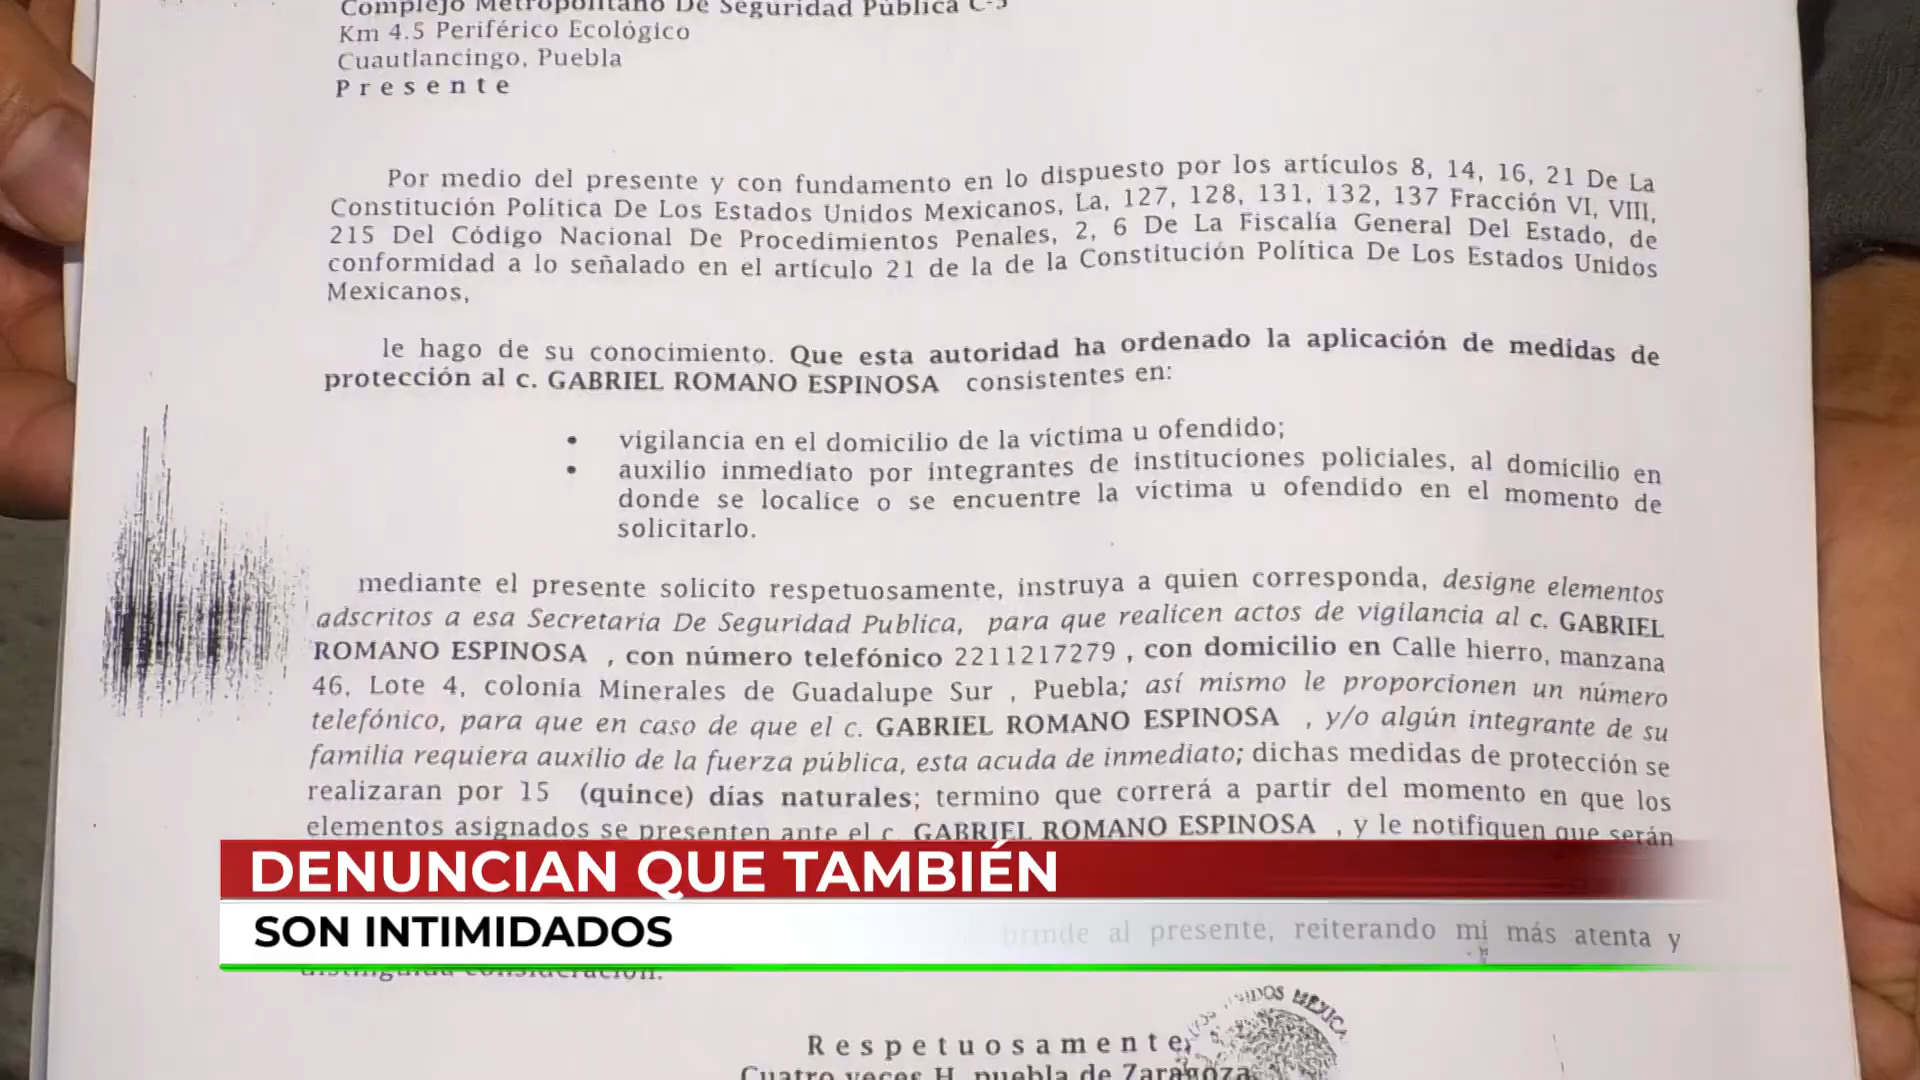 Complejo Metropolitano De Seguridad Pública C-5
Km 4.5 Periférico Ecológico
Cuautlancingo, Puebla
Presente
Por medio del presente y con fundamento en lo dispuesto por los artículos 8, 14, 16, 21 De La
Constitución Política De Los Estados Unidos Mexicanos, La, 127, 128, 131, 132, 137 Fracción VI, VIII,
215 Del Código Nacional De Procedimientos Penales, 2, 6 De La Fiscalía General Del Estado, de
conformidad a lo señalado en el artículo 21 de la de la Constitución Política De Los Estados Unidos
Mexicanos,
le hago de su conocimiento. Que esta autoridad ha ordenado la aplicación de medidas de
protección al c. GABRIEL ROMANO ESPINOSA consistentes en:
• vigilancia en el domicilio de la víctima u ofendido;
• auxilio inmediato por integrantes de instituciones policiales, al domicilio en
donde se localice o se encuentre la víctima u ofendido en el momento de
solicitarlo.
mediante el presente solicito respetuosamente, instruya a quien corresponda, designe elementos
adscritos a esa Secretaria De Seguridad Publica, para que realicen actos de vigilancia al c. GABRIEL
ROMANO ESPINOSA , con número telefónico 2211217279 , con domicilio en Calle hierro, manzana
46, Lote 4, colonia Minerales de Guadalupe Sur , Puebla; así mismo le proporcionen un número
telefónico, para que en caso de que el c. GABRIEL ROMANO ESPINOSA , y/o algún integrante de su
familia requiera auxilio de la fuerza pública, esta acuda de inmediato; dichas medidas de protección se
realizaran por 15 (quince) días naturales; termino que correrá a partir del momento en que los
elementos asignados se presenten ante el c. GABRIEL ROMANO ESPINOSA , y le notifiquen que serán
DENUNCIAN QUE TAMBIÉN
SON INTIMIDADOS
brinde al presente, reiterando mi más atenta y
distinguida consideración.
Respetuosamente,
Cuatro veces H. puebla de Zaragoza